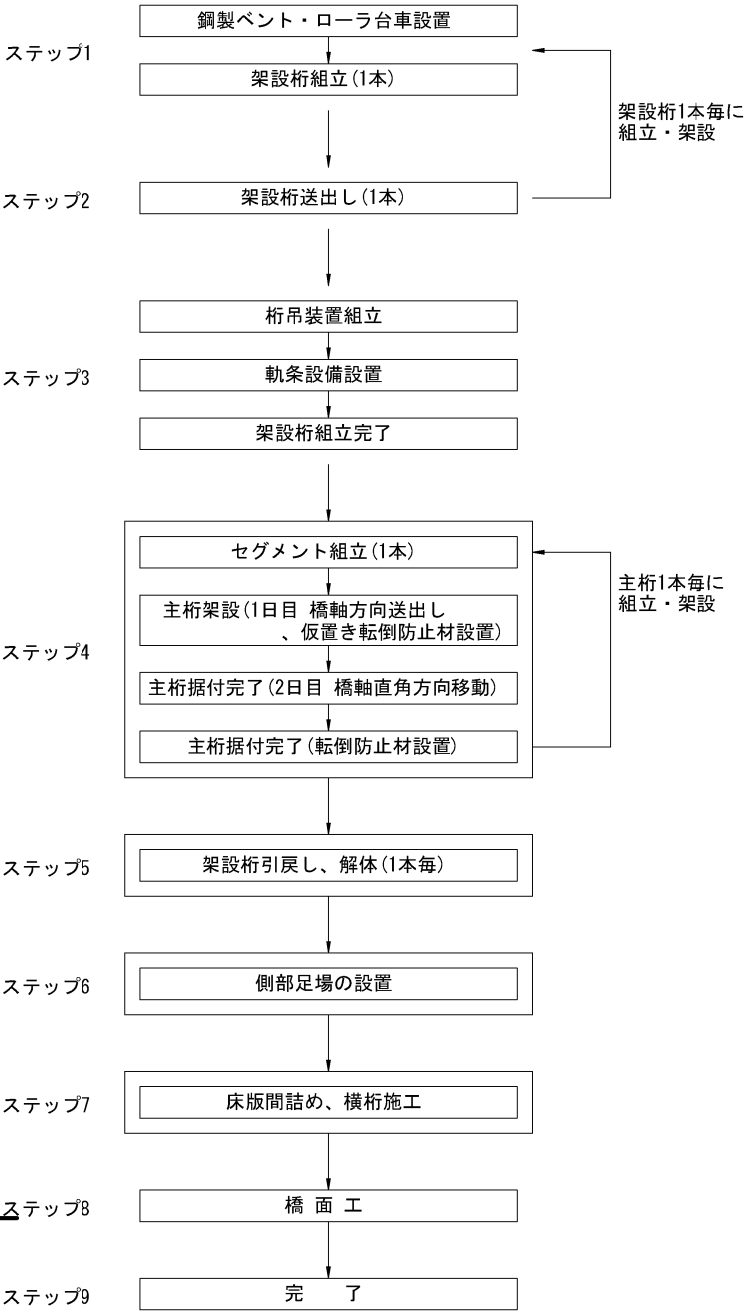 鋼製ベント・ローラ台車設置
ステップ1
架設桁組立(1本)
架設桁1本毎に
組立・架設
ステップ2
架設桁送出し(1本)
桁吊装置組立
ステップ3
軌条設備設置
架設桁組立完了
セグメント組立(1本)
主桁1本毎に
組立・架設
主桁架設(1日目 橋軸方向送出し
、仮置き転倒防止材設置)
ステップ4
主桁据付完了(2日目 橋軸直角方向移動)
主桁据付完了(転倒防止材設置)
ステップ5
架設桁引戻し、解体(1本毎)
ステップ6
側部足場の設置
ステップ7
床版間詰め、横桁施工
ステップ8
橋 面 工
ステップ9
完 了